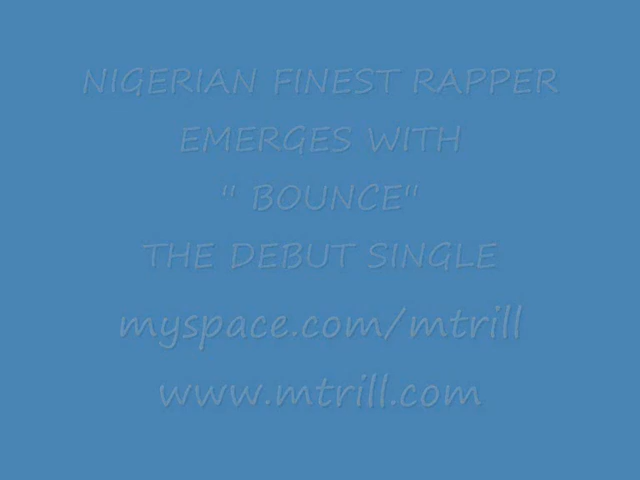 NIGERIAN FINEST RAPPER
EMERGES WITH
" BOUNCE"
THE DEBUT SINGLE
myspace.com/mtrill
www.mtrill.com